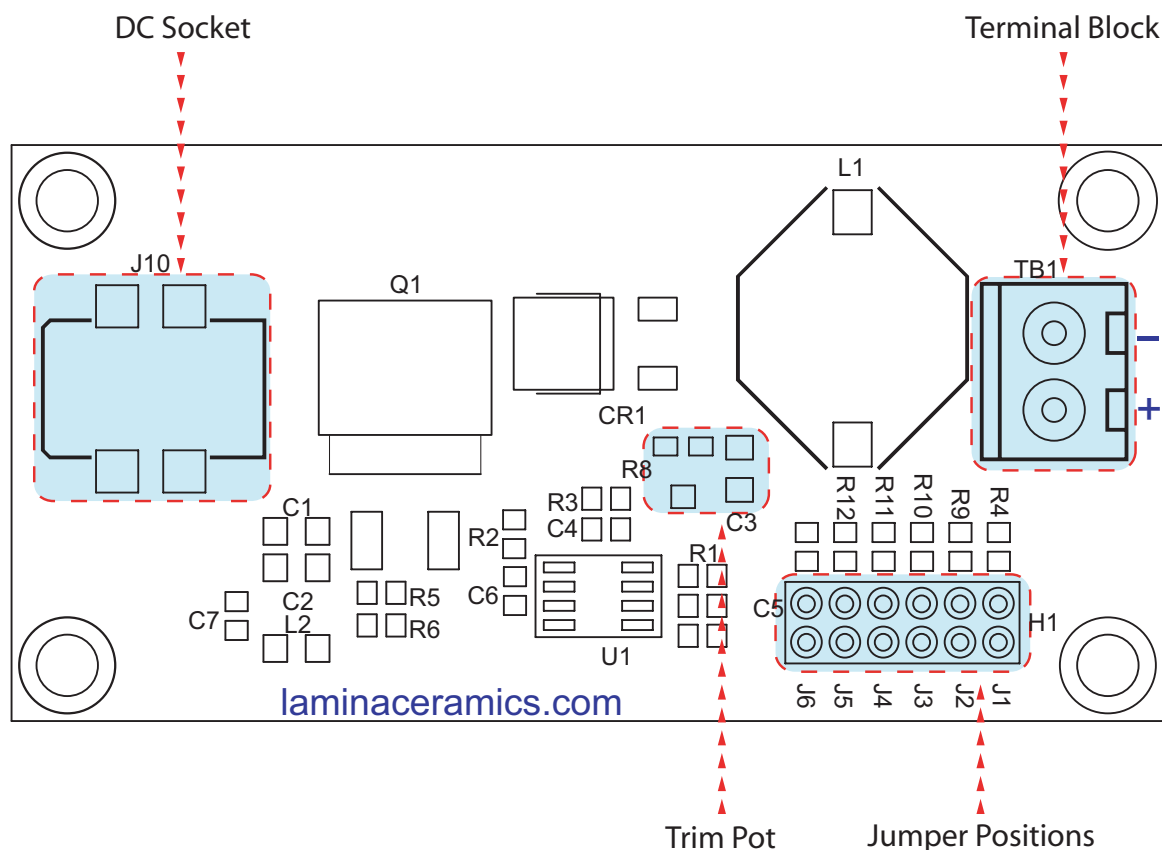 DC Socket
Terminal Block
L1
J10
TB1
Q1
−
+
CR1
R8
R12
R11
R10
R9
R4
R3
C3
C1
C4
R2
R1
C6
R5
C2
C5
C7
L2
R6
H1
U1
J6
J5
J4
J3
J2
J1
laminaceramics.com
Trim Pot
Jumper Positions